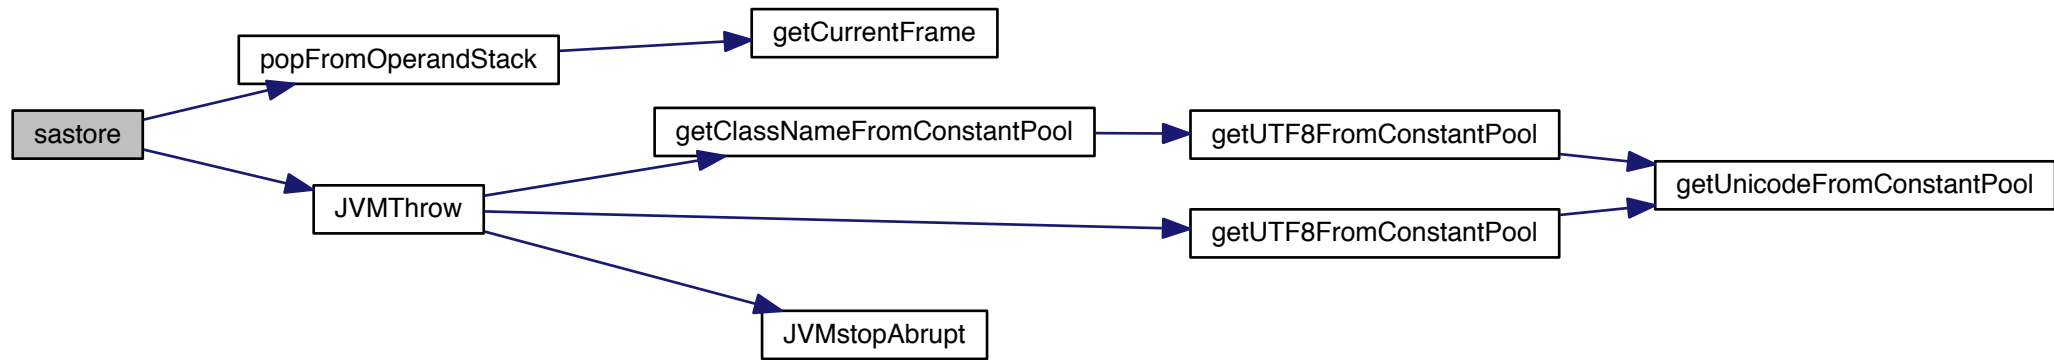 sastore
popFromOperandStack
getCurrentFrame
JVMThrow
getClassNameFromConstantPool
getUTF8FromConstantPool
getUTF8FromConstantPool
getUnicodeFromConstantPool
JVMstopAbrupt